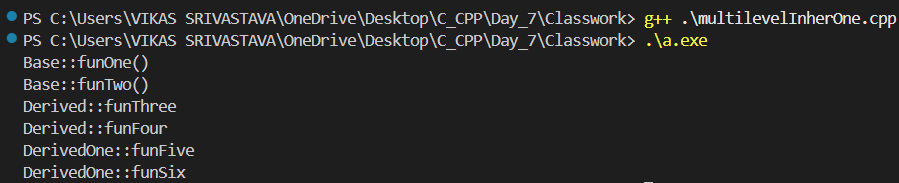 PS C:\Users\VIKAS SRIVASTAVA\OneDrive\Desktop\C_CPP\Day_7\Classwork> g++ .\multilevelInherOne.cpp
PS C:\Users\VIKAS SRIVASTAVA\OneDrive\Desktop\C_CPP\Day_7\Classwork> .\a.exe
Base::funOne()
Base::funTwo()
Derived::funThree
Derived::funFour
DerivedOne::funFive
DerivedOne::funSix